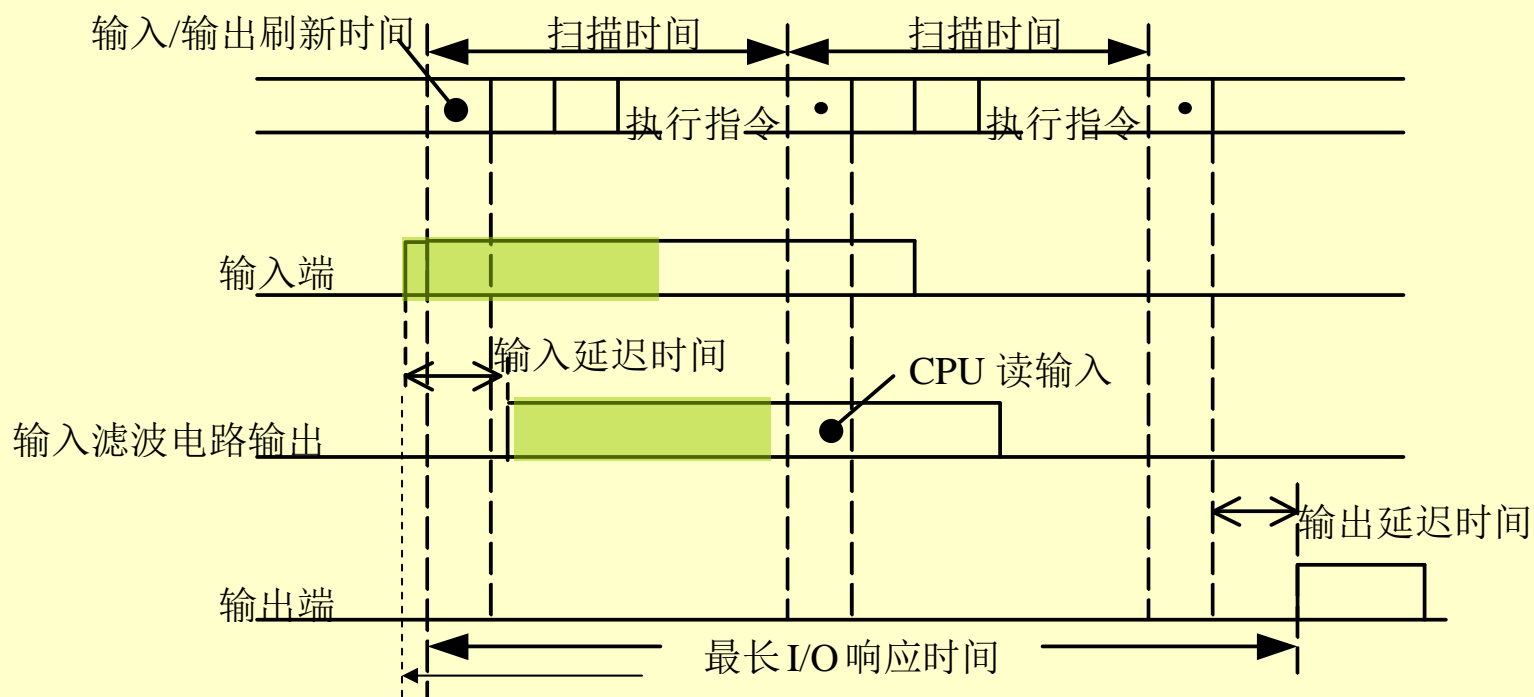 输入/输出刷新时间 扫描时间 扫描时间
执行指令 执行指令
输入端
输入延迟时间
CPU 读输入
输入滤波电路输出
输出延迟时间
输出端
最长 I/O 响应时间